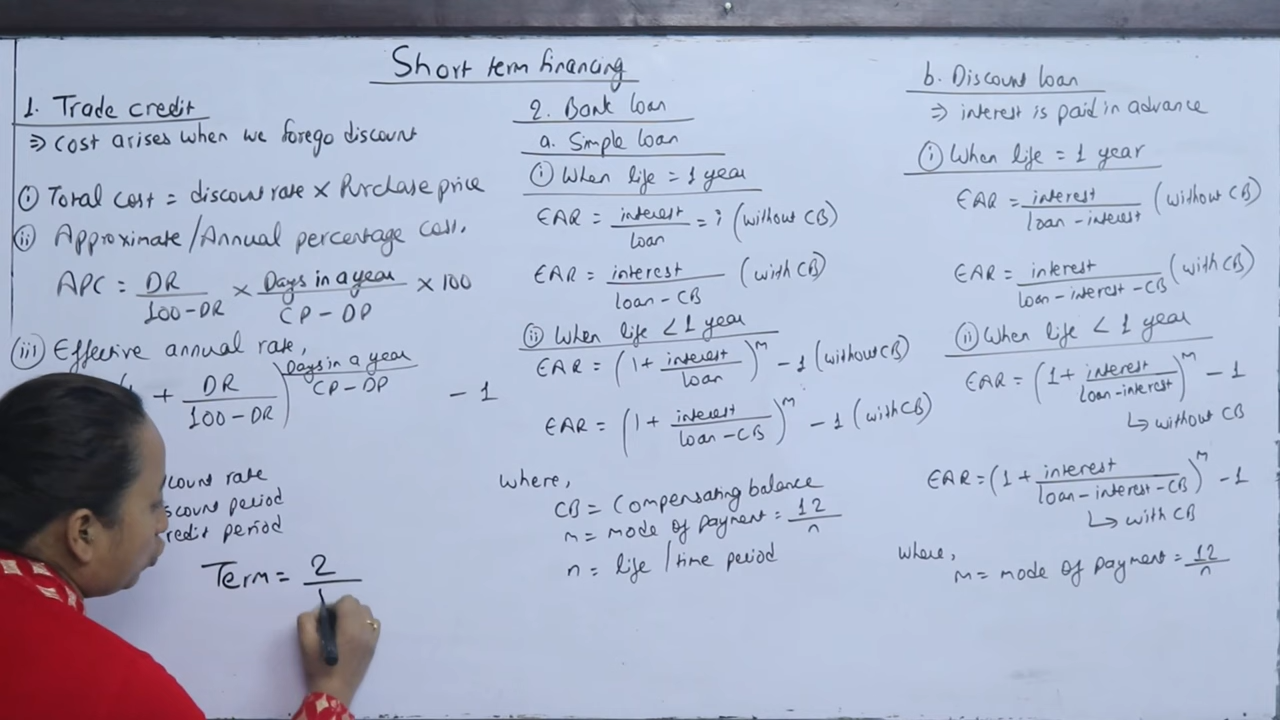 Short term financing
1. Trade credit
⇒ cost arises when we forego discount
(i) Total cost = discount rate × Purchase price
(ii) Approximate/Annual percentage cost.
APC = DR/(100-DR) × Days in a year/(CP-DP) × 100
(iii) Effective annual rate,
+ DR/(100-DR))^(Days in a year/(CP-DP)) - 1
count rate
scount period
redit period
Term = 2/
2. Bank loan
a. Simple loan
(i) When life = 1 year
EAR = interest/loan = i (without CB)
EAR = interest/(loan - CB) (with CB)
(ii) When life < 1 year
EAR = (1 + interest/loan)^m - 1 (without CB)
EAR = (1 + interest/(loan - CB))^m - 1 (with CB)
where,
CB = Compensating balance
m = mode of payment = 12/n
n = life/time period
b. Discount loan
⇒ interest is paid in advance
(i) When life = 1 year
EAR = interest/(loan - interest) (without CB)
EAR = interest/(loan - interest - CB) (with CB)
(ii) When life < 1 year
EAR = (1 + interest/(loan-interest))^m - 1
↳ without CB
EAR = (1 + interest/(loan - interest - CB))^m - 1
↳ with CB
where,
m = mode of payment = 12/n